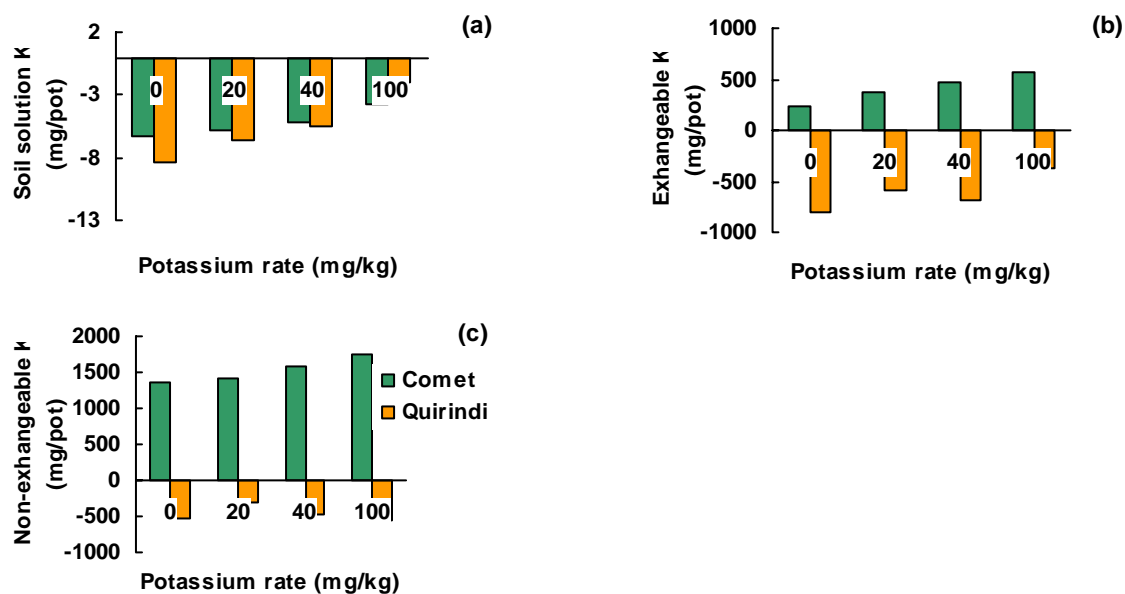 (a)
Soil solution K
(mg/pot)
2
-3
-8
-13
0
20
40
100
Potassium rate (mg/kg)
(b)
Exhangeable K
(mg/pot)
1000
500
0
-500
-1000
0
20
40
100
Potassium rate (mg/kg)
(c)
Non-exhangeable K
(mg/pot)
2000
1500
1000
500
0
-500
-1000
0
20
40
100
Comet
Quirindi
Potassium rate (mg/kg)